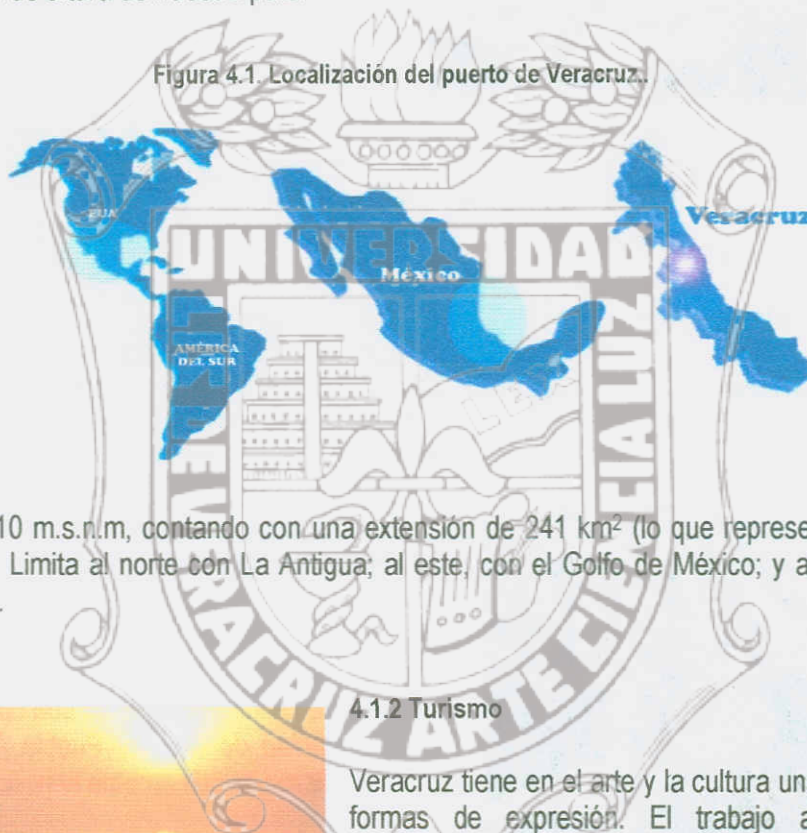 Figura 4.1. Localización del puerto de Veracruz..
EUA
Veracruz
México
AMÉRICA
DEL SUR
UNIVERSIDAD
VERACRUZ ARTE CIENCIA LUZ
LEX
10 m.s.n.m, contando con una extensión de 241 km² (lo que represe
Limita al norte con La Antigua; al este, con el Golfo de México; y a
4.1.2 Turismo
Veracruz tiene en el arte y la cultura un
formas de expresión. El trabajo a